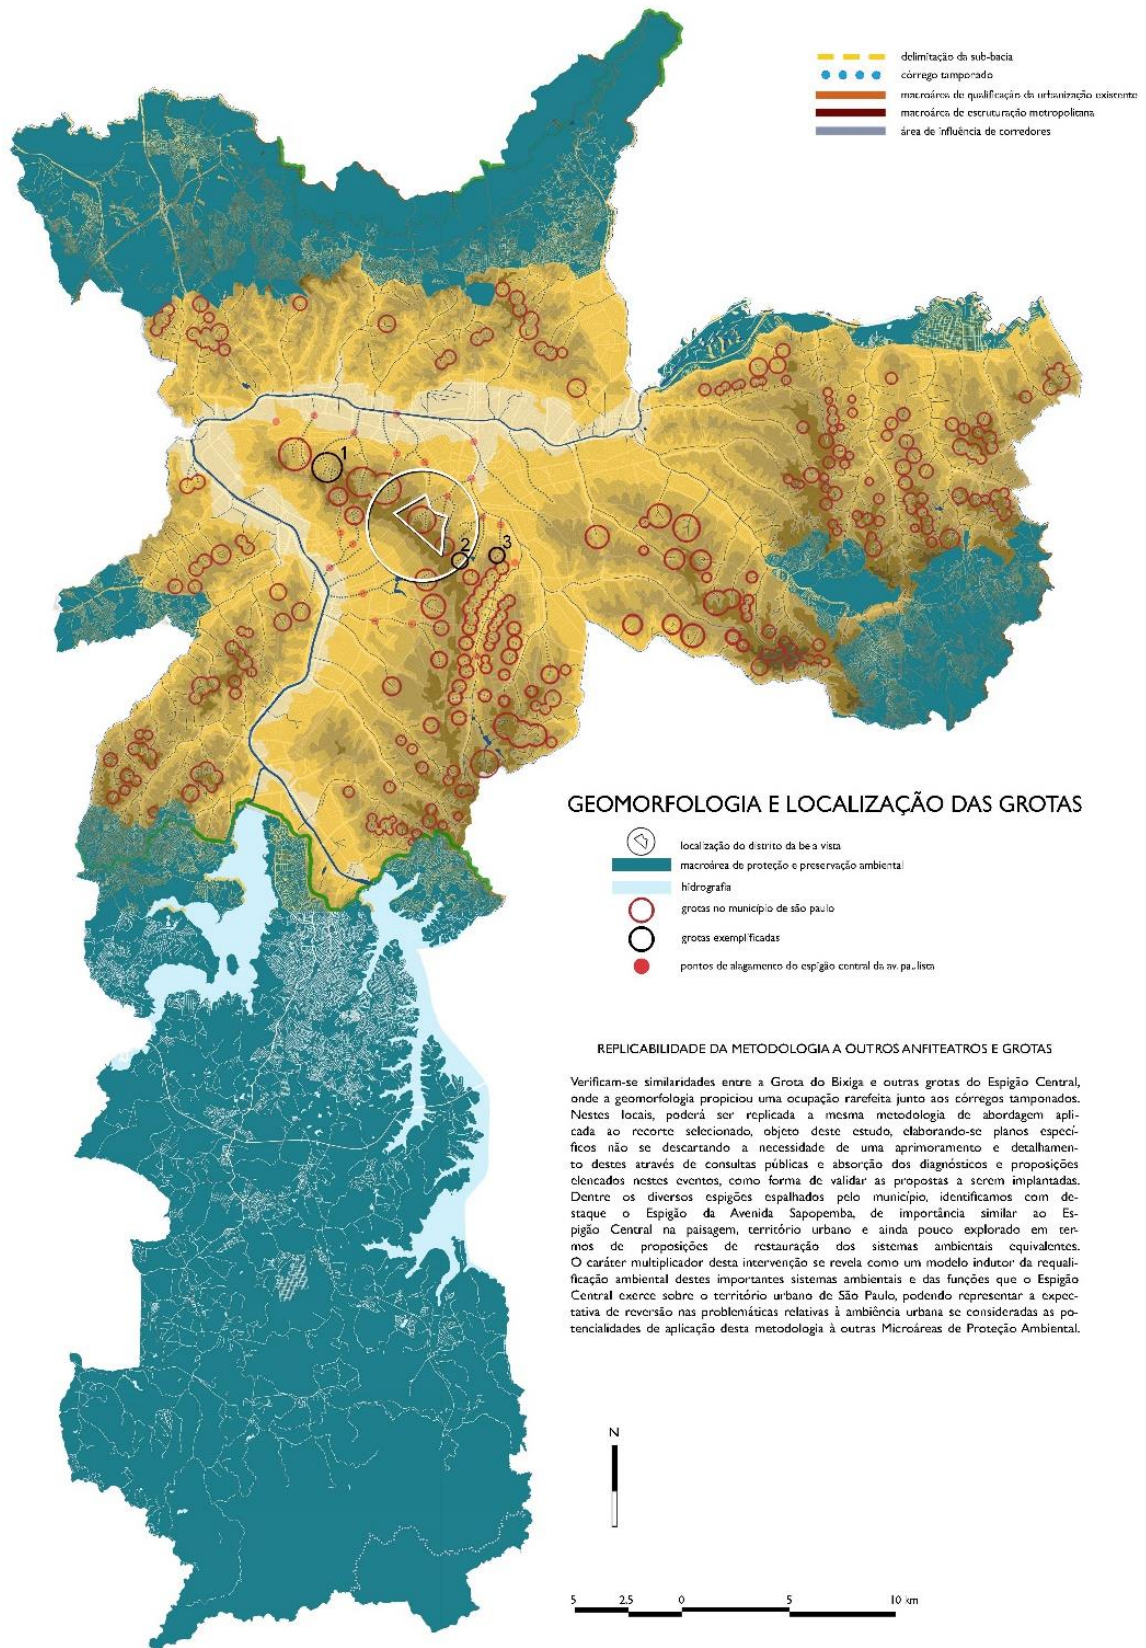 delimitação da sub-bacia
córrego tamponado
macroárea de qualificação da urbanização existente
macroárea de estruturação metropolitana
área de influência de corredores
1
2
3
GEOMORFOLOGIA E LOCALIZAÇÃO DAS GROTAS
localização do distrito da bela vista
macroárea de proteção e preservação ambiental
hidrografia
grotas no município de são paulo
grotas exemplificadas
pontos de alagamento do espigão central da av. paulista
REPLICABILIDADE DA METODOLOGIA A OUTROS ANFITEATROS E GROTAS
Verificam-se similaridades entre a Grota do Bixiga e outras grotas do Espigão Central,
onde a geomorfologia propiciou uma ocupação rarefeita junto aos córregos tamponados.
Nestes locais, poderá ser replicada a mesma metodologia de abordagem apli-
cada ao recorte selecionado, objeto deste estudo, elaborando-se planos especí-
ficos não se descartando a necessidade de uma aprimoramento e detalhamen-
to destes através de consultas públicas e absorção dos diagnósticos e proposições
elencados nestes eventos, como forma de validar as propostas a serem implantadas.
Dentre os diversos espigões espalhados pelo município, identificamos com de-
staque o Espigão da Avenida Sapopemba, de importância similar ao Es-
pigão Central na paisagem, território urbano e ainda pouco explorado em ter-
mos de proposições de restauração dos sistemas ambientais equivalentes.
O caráter multiplicador desta intervenção se revela como um modelo indutor da requali-
ficação ambiental destes importantes sistemas ambientais e das funções que o Espigão
Central exerce sobre o território urbano de São Paulo, podendo representar a expec-
tativa de reversão nas problemáticas relativas à ambiência urbana se consideradas as po-
tencialidades de aplicação desta metodologia à outras Microáreas de Proteção Ambiental.
N
5 2.5 0 5 10 km